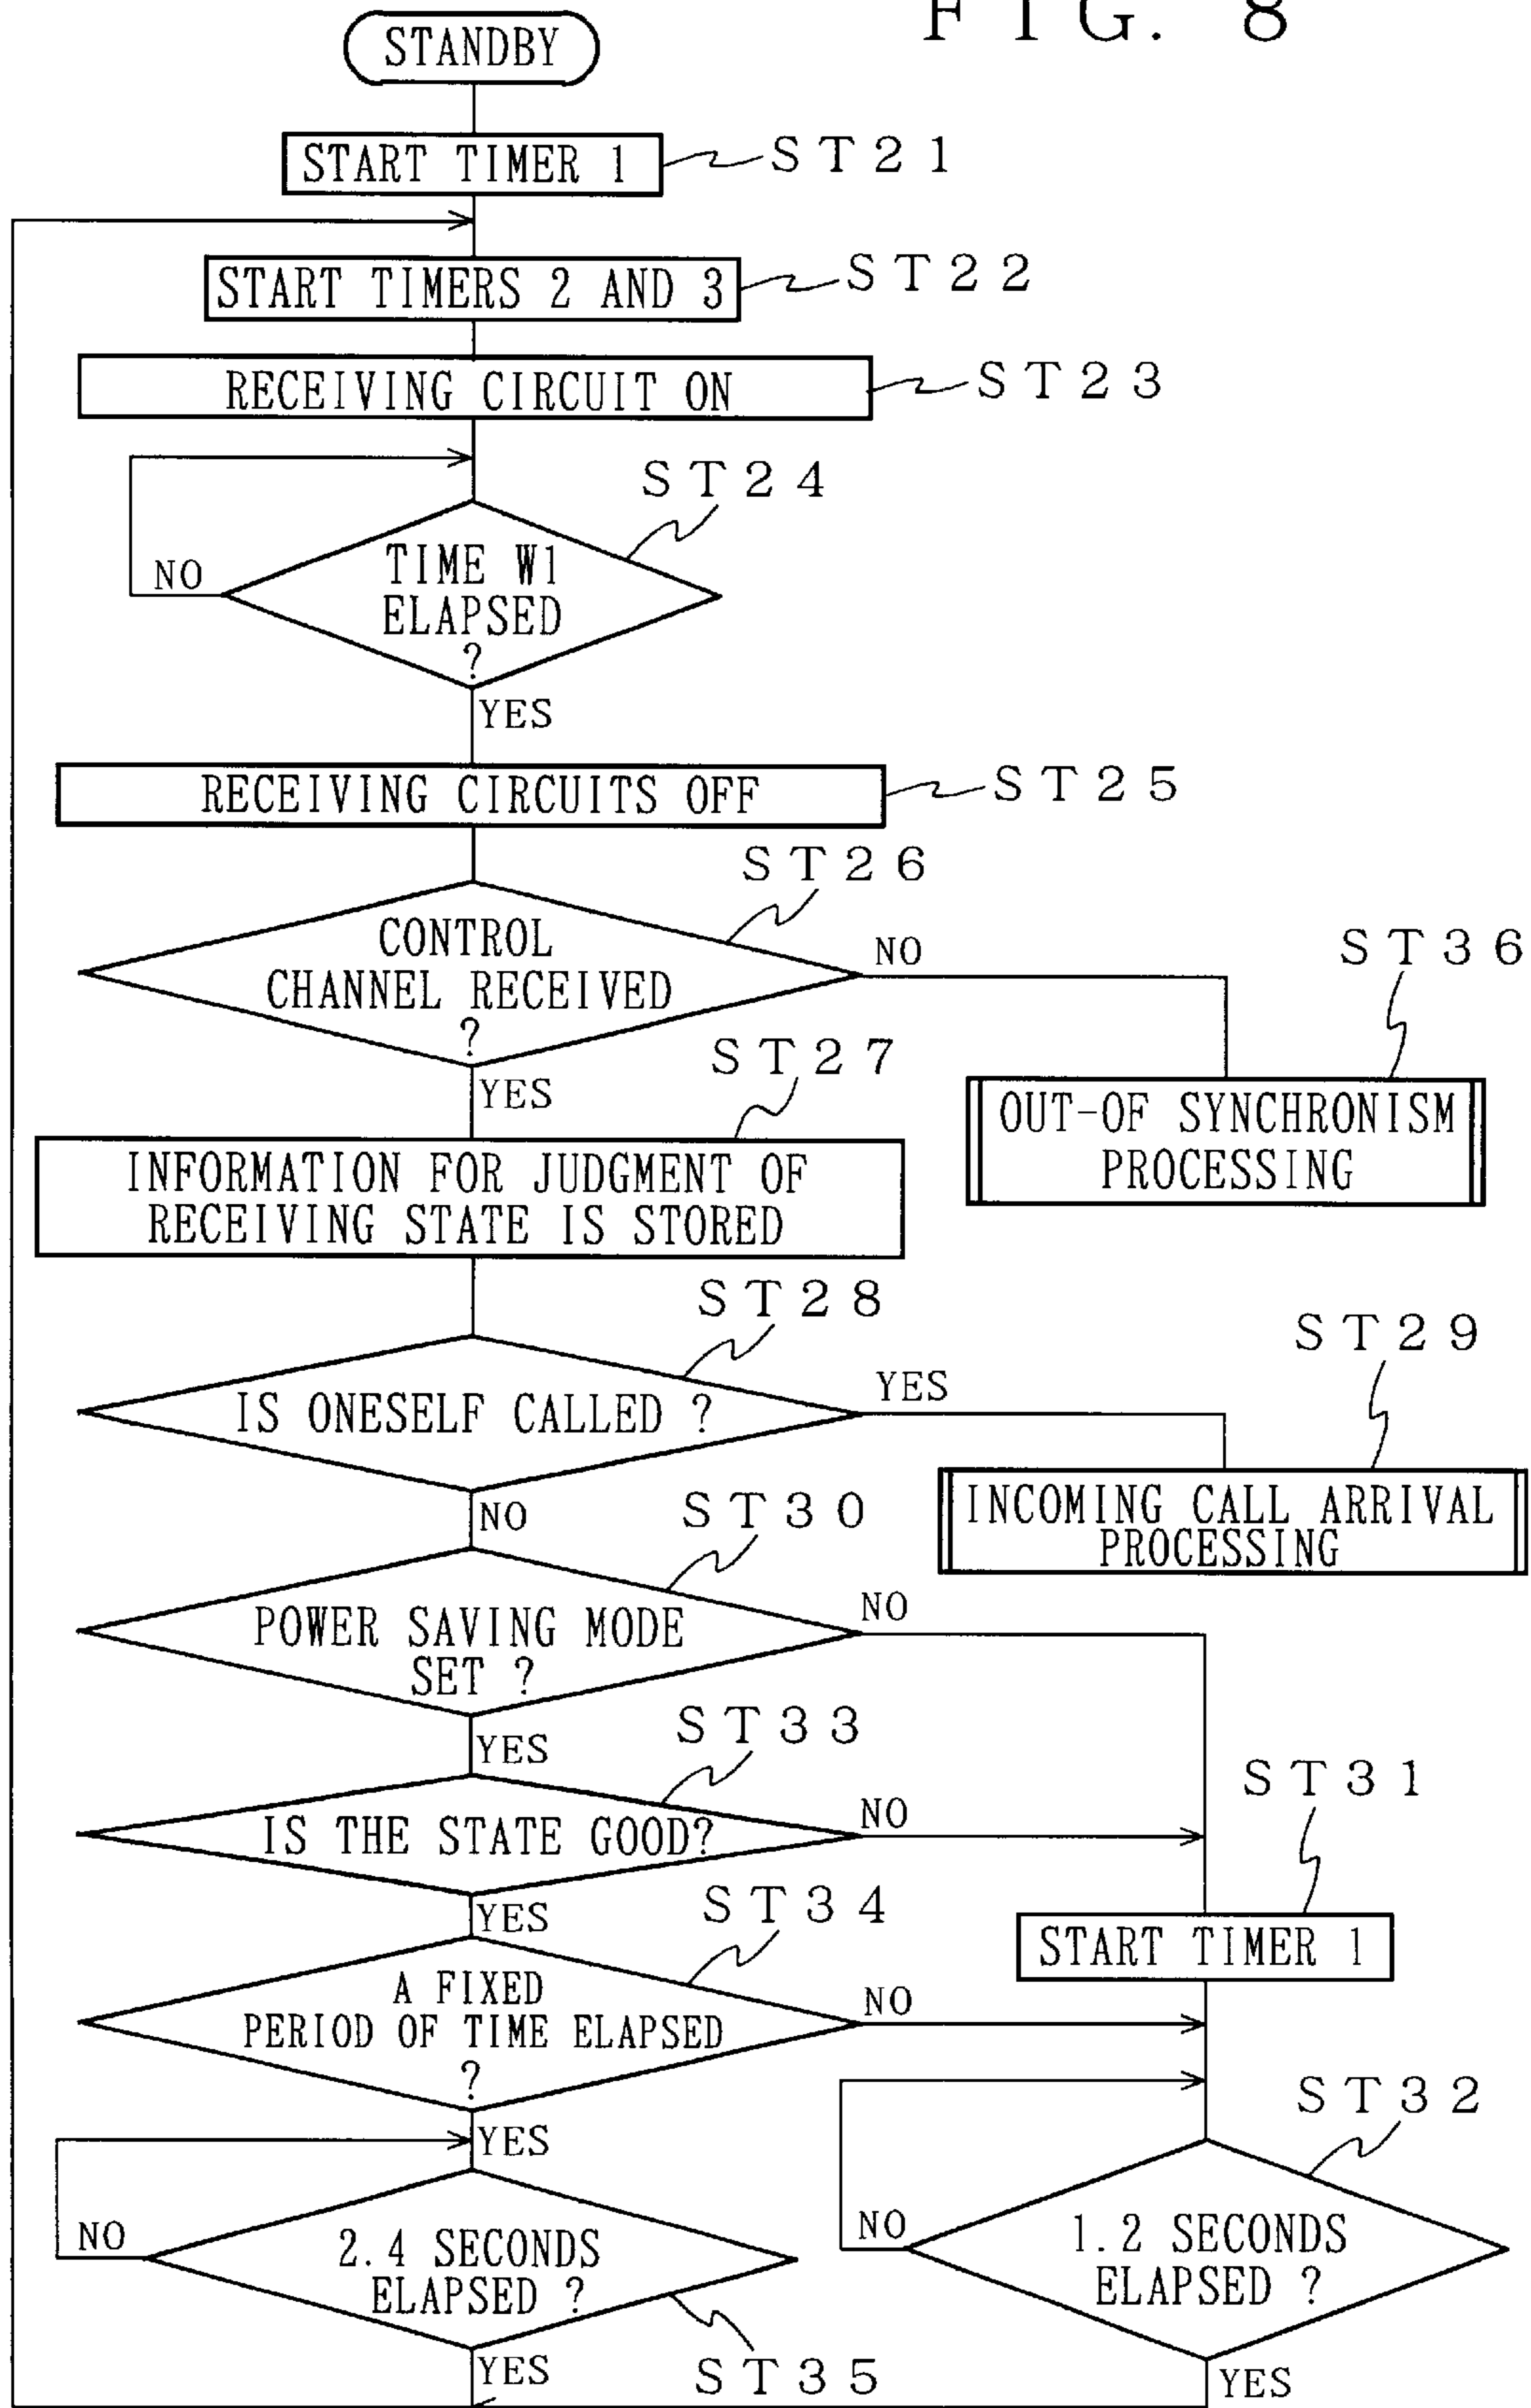 FIG. 8
STANDBY
START TIMER 1
ST21
START TIMERS 2 AND 3
ST22
RECEIVING CIRCUIT ON
ST23
ST24
TIME W1
ELAPSED
?
NO
YES
RECEIVING CIRCUITS OFF
ST25
ST26
CONTROL
CHANNEL RECEIVED
?
NO
YES
ST36
OUT-OF SYNCHRONISM
PROCESSING
ST27
INFORMATION FOR JUDGMENT OF
RECEIVING STATE IS STORED
ST28
IS ONESELF CALLED ?
YES
NO
ST29
INCOMING CALL ARRIVAL
PROCESSING
ST30
POWER SAVING MODE
SET ?
NO
YES
ST33
IS THE STATE GOOD?
NO
YES
ST31
START TIMER 1
ST34
A FIXED
PERIOD OF TIME ELAPSED
?
NO
YES
ST32
1.2 SECONDS
ELAPSED ?
NO
YES
2.4 SECONDS
ELAPSED ?
NO
YES
ST35